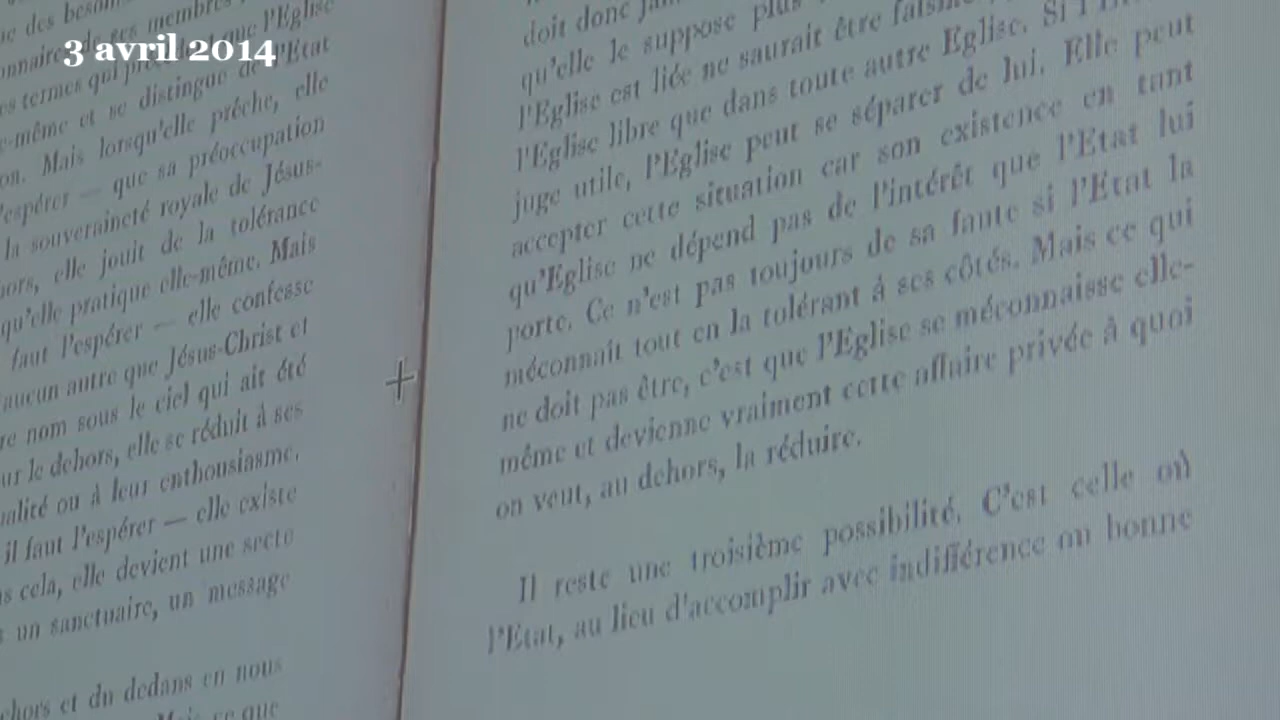 3 avril 2014
des besoins
de ses membres
termes qui que l'Eglise
-même et se distingue de l'Etat
Mais lorsqu'elle prêche, elle
l'espérer — que sa préoccupation
la souveraineté royale de Jésus-
elle jouit de la tolérance
qu'elle pratique elle-même. Mais
faut l'espérer — elle confesse
aucun autre que Jésus-Christ et
nom sous le ciel qui ait été
le dehors, elle se réduit à ses
ou à leur enthousiasme.
il faut l'espérer — elle existe
cela, elle devient une secte
un sanctuaire, un message
et du dedans en nous
ce que
doit donc
qu'elle le suppose plus
l'Eglise est liée ne saurait être
l'Eglise libre que dans toute autre Eglise. Si
juge utile, l'Eglise peut se séparer de lui. Elle peut
accepter cette situation car son existence en tant
qu'Eglise ne dépend pas de l'intérêt que l'Etat lui
porte. Ce n'est pas toujours de sa faute si l'Etat la
méconnaît tout en la tolérant à ses côtés. Mais ce qui
ne doit pas être, c'est que l'Eglise se méconnaisse elle-
même et devienne vraiment cette affaire privée à quoi
on veut, au dehors, la réduire.
Il reste une troisième possibilité. C'est celle où
l'Etat, au lieu d'accomplir avec indifférence ou bonne